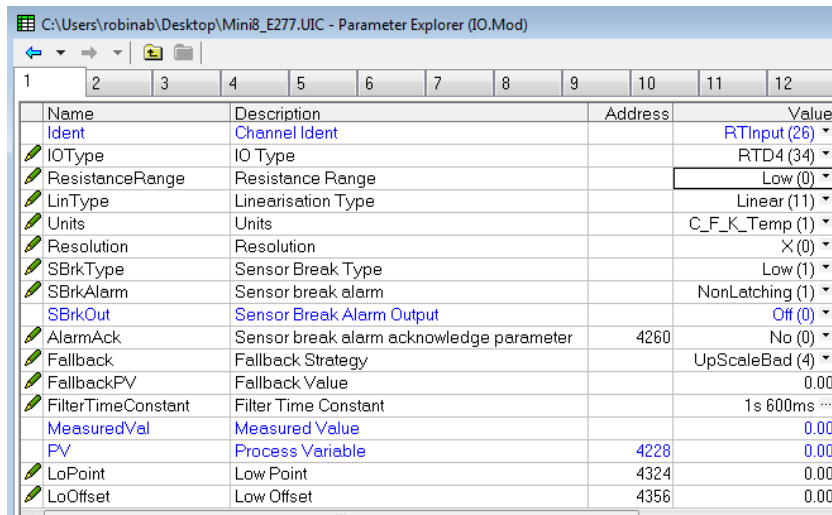 C:\Users\robinab\Desktop\Mini8_E277.UIC - Parameter Explorer (IO.Mod)
1 2 3 4 5 6 7 8 9 10 11 12
Name Description Address Value
Ident Channel Ident RTInput (26)
IOType IO Type RTD4 (34)
ResistanceRange Resistance Range Low (0)
LinType Linearisation Type Linear (11)
Units Units C_F_K_Temp (1)
Resolution Resolution X (0)
SBrkType Sensor Break Type Low (1)
SBrkAlarm Sensor break alarm NonLatching (1)
SBrkOut Sensor Break Alarm Output Off (0)
AlarmAck Sensor break alarm acknowledge parameter 4260 No (0)
Fallback Fallback Strategy UpScaleBad (4)
FallbackPV Fallback Value 0.00
FilterTimeConstant Filter Time Constant 1s 600ms ...
MeasuredVal Measured Value 0.00
PV Process Variable 4228 0.00
LoPoint Low Point 4324 0.00
LoOffset Low Offset 4356 0.00